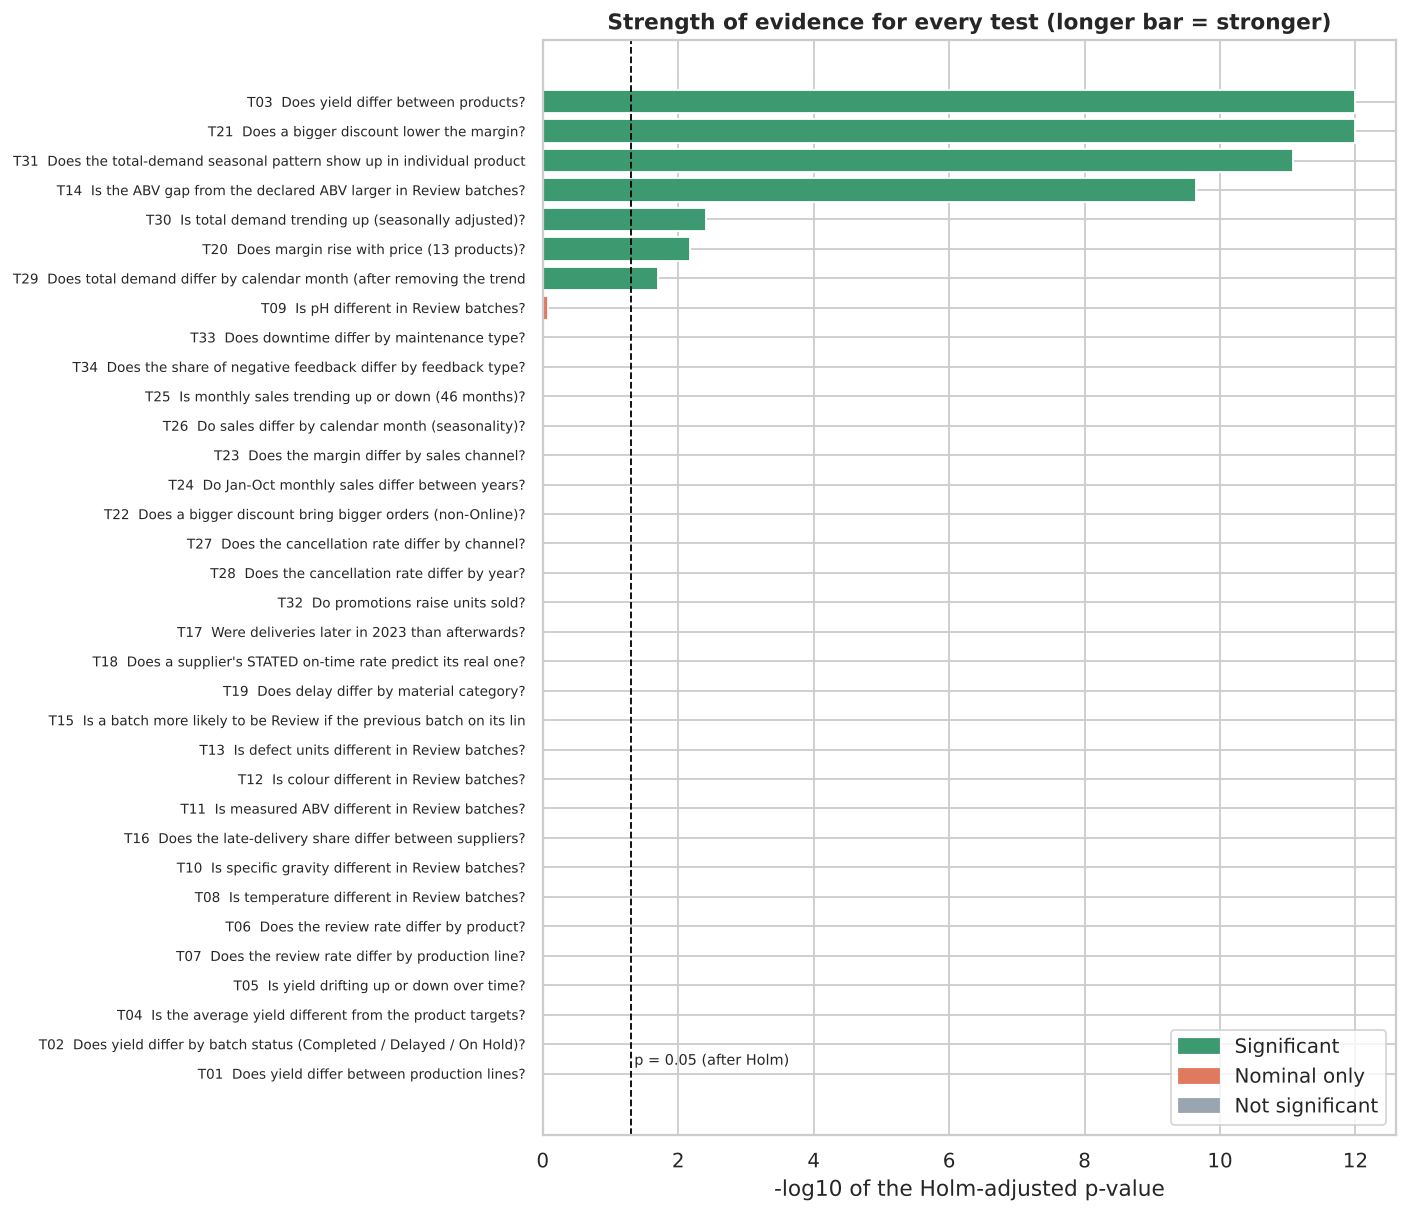 Strength of evidence for every test (longer bar = stronger)
T03  Does yield differ between products?
T21  Does a bigger discount lower the margin?
T31  Does the total-demand seasonal pattern show up in individual product
T14  Is the ABV gap from the declared ABV larger in Review batches?
T30  Is total demand trending up (seasonally adjusted)?
T20  Does margin rise with price (13 products)?
T29  Does total demand differ by calendar month (after removing the trend
T09  Is pH different in Review batches?
T33  Does downtime differ by maintenance type?
T34  Does the share of negative feedback differ by feedback type?
T25  Is monthly sales trending up or down (46 months)?
T26  Do sales differ by calendar month (seasonality)?
T23  Does the margin differ by sales channel?
T24  Do Jan-Oct monthly sales differ between years?
T22  Does a bigger discount bring bigger orders (non-Online)?
T27  Does the cancellation rate differ by channel?
T28  Does the cancellation rate differ by year?
T32  Do promotions raise units sold?
T17  Were deliveries later in 2023 than afterwards?
T18  Does a supplier's STATED on-time rate predict its real one?
T19  Does delay differ by material category?
T15  Is a batch more likely to be Review if the previous batch on its lin
T13  Is defect units different in Review batches?
T12  Is colour different in Review batches?
T11  Is measured ABV different in Review batches?
T16  Does the late-delivery share differ between suppliers?
T10  Is specific gravity different in Review batches?
T08  Is temperature different in Review batches?
T06  Does the review rate differ by product?
T07  Does the review rate differ by production line?
T05  Is yield drifting up or down over time?
T04  Is the average yield different from the product targets?
T02  Does yield differ by batch status (Completed / Delayed / On Hold)?
T01  Does yield differ between production lines?
p = 0.05 (after Holm)
Significant
Nominal only
Not significant
0 2 4 6 8 10 12
-log10 of the Holm-adjusted p-value